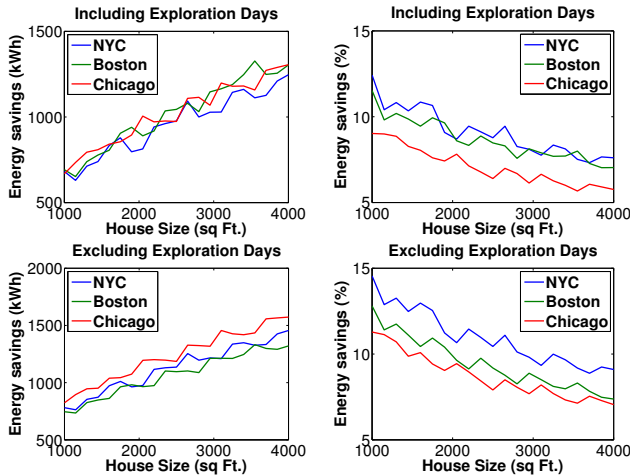 Including Exploration Days
Energy savings (kWh)
1500
1000
500
NYC
Boston
Chicago
1000
2000
3000
4000
House Size (sq Ft.)
Including Exploration Days
Energy savings (%)
15
10
5
NYC
Boston
Chicago
1000
2000
3000
4000
House Size (sq Ft.)
Excluding Exploration Days
Energy savings (kWh)
2000
1500
1000
500
NYC
Boston
Chicago
1000
2000
3000
4000
House Size (sq Ft.)
Excluding Exploration Days
Energy savings (%)
15
10
5
NYC
Boston
Chicago
1000
2000
3000
4000
House Size (sq Ft.)